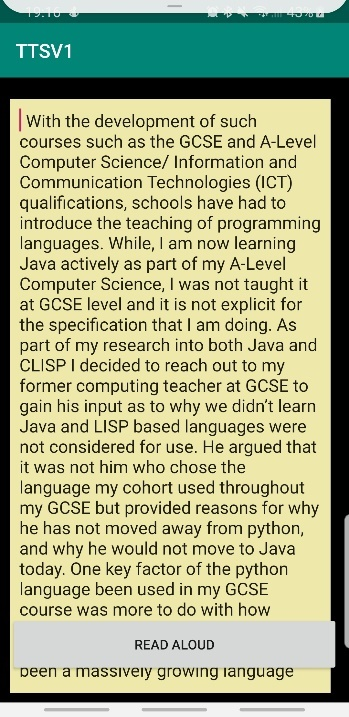 19:10 43%
TTSV1
With the development of such
courses such as the GCSE and A-Level
Computer Science/ Information and
Communication Technologies (ICT)
qualifications, schools have had to
introduce the teaching of programming
languages. While, I am now learning
Java actively as part of my A-Level
Computer Science, I was not taught it
at GCSE level and it is not explicit for
the specification that I am doing. As
part of my research into both Java and
CLISP I decided to reach out to my
former computing teacher at GCSE to
gain his input as to why we didn’t learn
Java and LISP based languages were
not considered for use. He argued that
it was not him who chose the
language my cohort used throughout
my GCSE but provided reasons for why
he has not moved away from python,
and why he would not move to Java
today. One key factor of the python
language been used in my GCSE
course was more to do with how
READ ALOUD
been a massively growing language